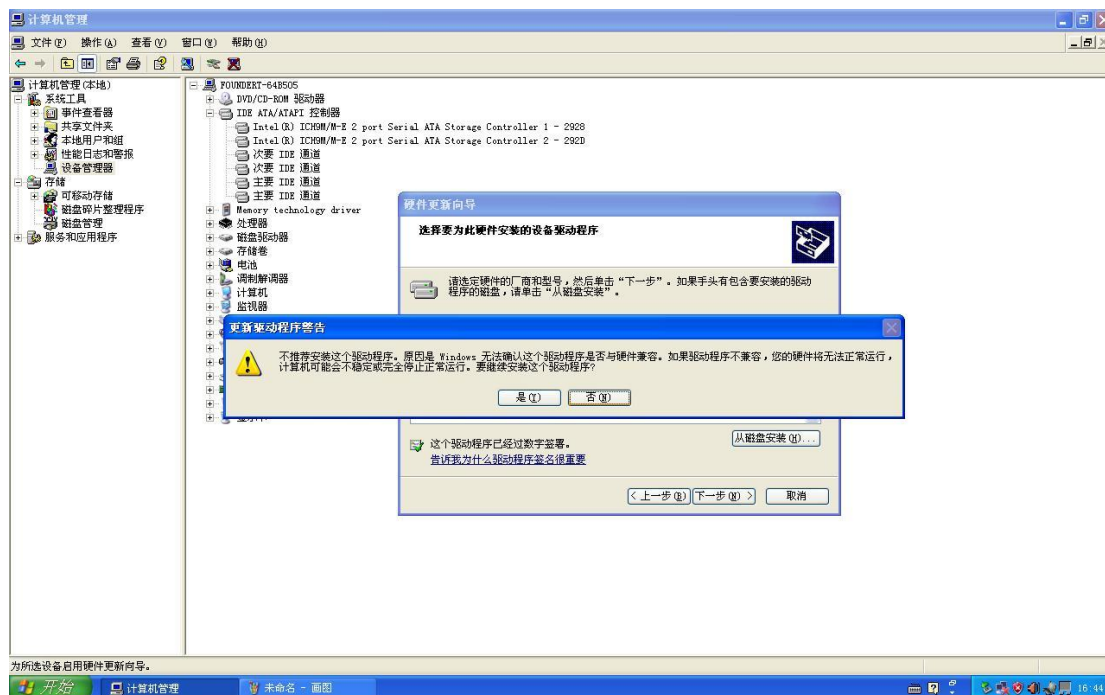 计算机管理
文件(F) 操作(A) 查看(V) 窗口(W) 帮助(H)
计算机管理(本地)
系统工具
事件查看器
共享文件夹
本地用户和组
性能日志和警报
设备管理器
存储
可移动存储
磁盘碎片整理程序
磁盘管理
服务和应用程序
FOUNDERT-64B505
DVD/CD-ROM 驱动器
IDE ATA/ATAPI 控制器
Intel(R) ICH9M/M-E 2 port Serial ATA Storage Controller 1 - 2928
Intel(R) ICH9M/M-E 2 port Serial ATA Storage Controller 2 - 292D
次要 IDE 通道
次要 IDE 通道
主要 IDE 通道
主要 IDE 通道
Memory technology driver
处理器
磁盘驱动器
存储卷
电池
调制解调器
计算机
监视器
硬件更新向导
选择要为此硬件安装的设备驱动程序
请选定硬件的厂商和型号，然后单击“下一步”。如果手头有包含要安装的驱动
程序的磁盘，请单击“从磁盘安装”。
更新驱动程序警告
不推荐安装这个驱动程序。原因是 Windows 无法确认这个驱动程序是否与硬件兼容。如果驱动程序不兼容，您的硬件将无法正常运行，
计算机可能会不稳定或完全停止正常运行。要继续安装这个驱动程序?
是(Y) 否(N)
这个驱动程序已经过数字签署。
告诉我为什么驱动程序签名很重要
从磁盘安装(H)...
< 上一步(B) 下一步(N) > 取消
为所选设备启用硬件更新向导。
开始 计算机管理 未命名 - 画图 16:44